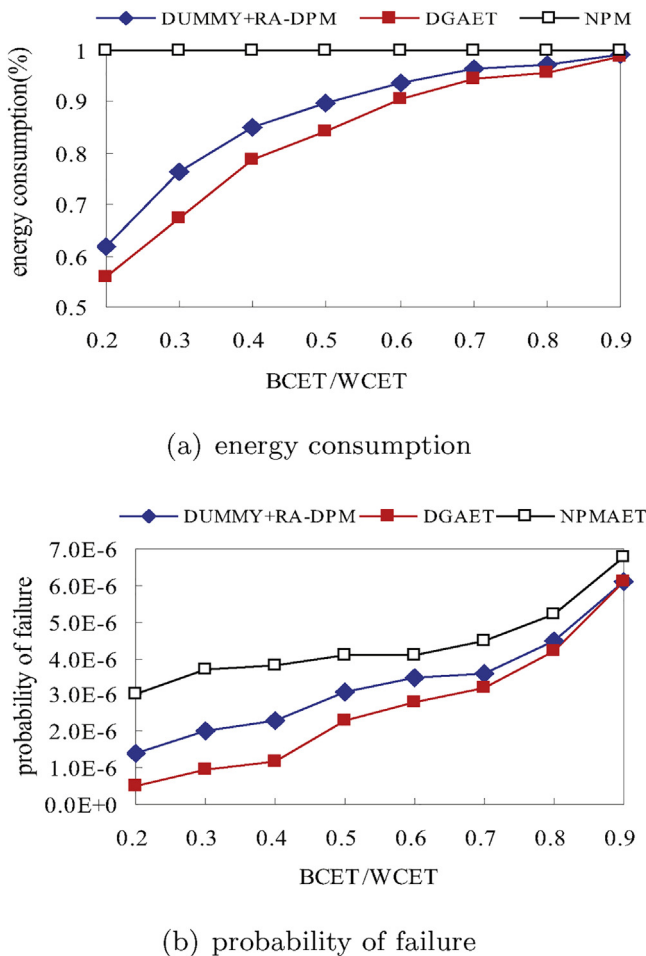 DUMMY+RA-DPM DGAET NPM
energy consumption(%)
1
0.9
0.8
0.7
0.6
0.5
0.2 0.3 0.4 0.5 0.6 0.7 0.8 0.9
BCET/WCET
(a) energy consumption
DUMMY+RA-DPM DGAET NPMAET
probability of failure
7.0E-6
6.0E-6
5.0E-6
4.0E-6
3.0E-6
2.0E-6
1.0E-6
0.0E+0
0.2 0.3 0.4 0.5 0.6 0.7 0.8 0.9
BCET/WCET
(b) probability of failure